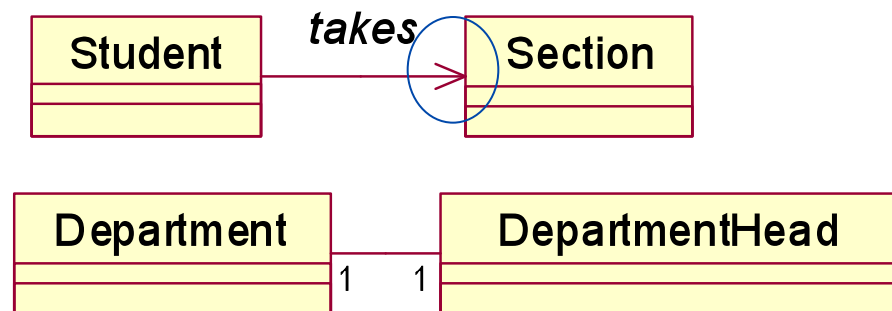 takes
Student
Section
Department
DepartmentHead
1
1